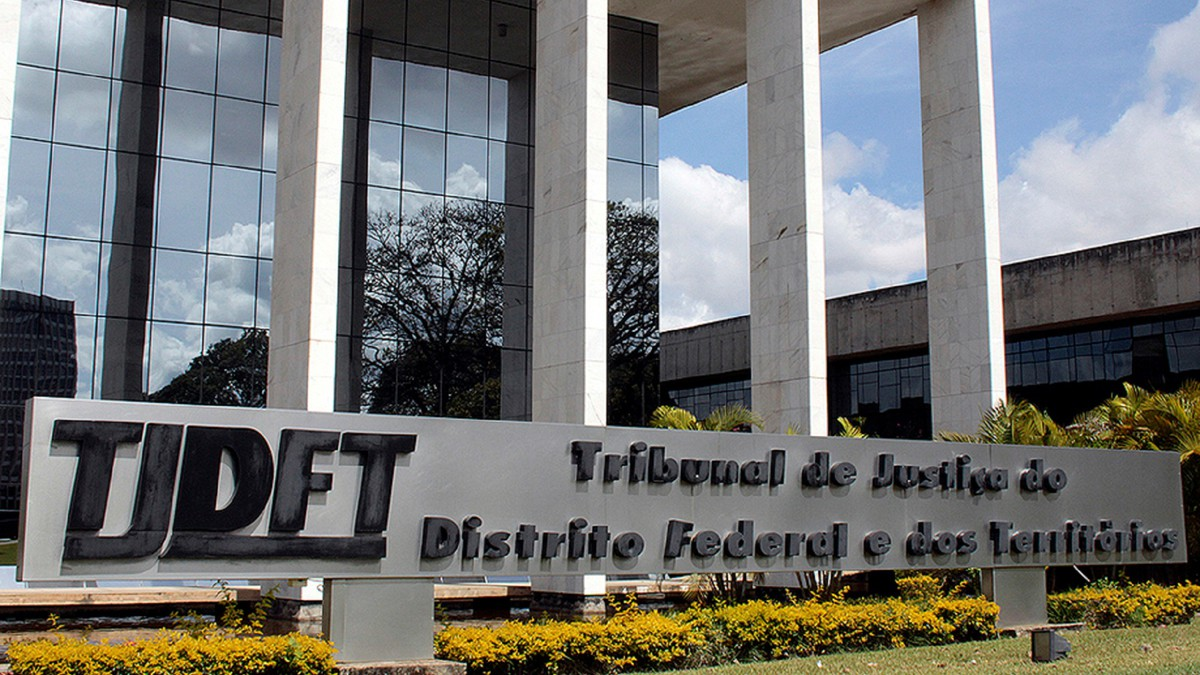 TJDFT
Tribunal de Justiça do
Distrito Federal e dos Territórios